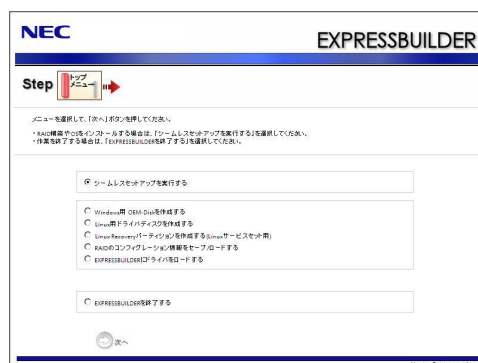 NEC
EXPRESSBUILDER
Step
トップ
メニュー
メニューを選択して、「次へ」ボタンを押してください。
・RAID構築やOSをインストールする場合は、「シームレスセットアップを実行する」を選択してください。
・作業を終了する場合は、「EXPRESSBUILDERを終了する」を選択してください。
シームレスセットアップを実行する
Windows用 OEM-Diskを作成する
Linux用ドライバディスクを作成する
Linux Recoveryパーティションを作成する(Linuxサービスセット用)
RAIDのコンフィグレーション情報をセーブ/ロードする
EXPRESSBUILDERにドライバをロードする
EXPRESSBUILDERを終了する
次へ